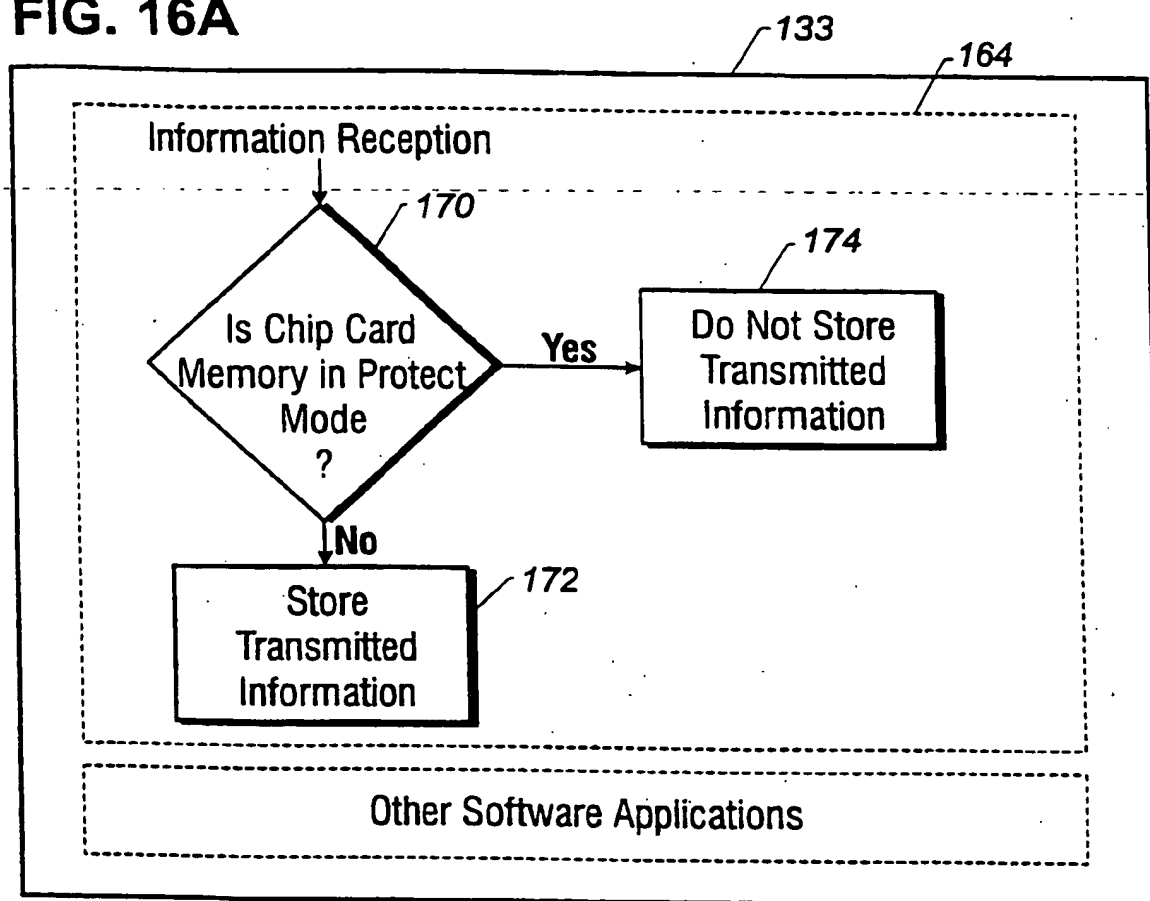 FIG. 16A
133
164
Information Reception
170
174
Is Chip Card
Memory in Protect
Mode
?
Yes
Do Not Store
Transmitted
Information
No
172
Store
Transmitted
Information
Other Software Applications